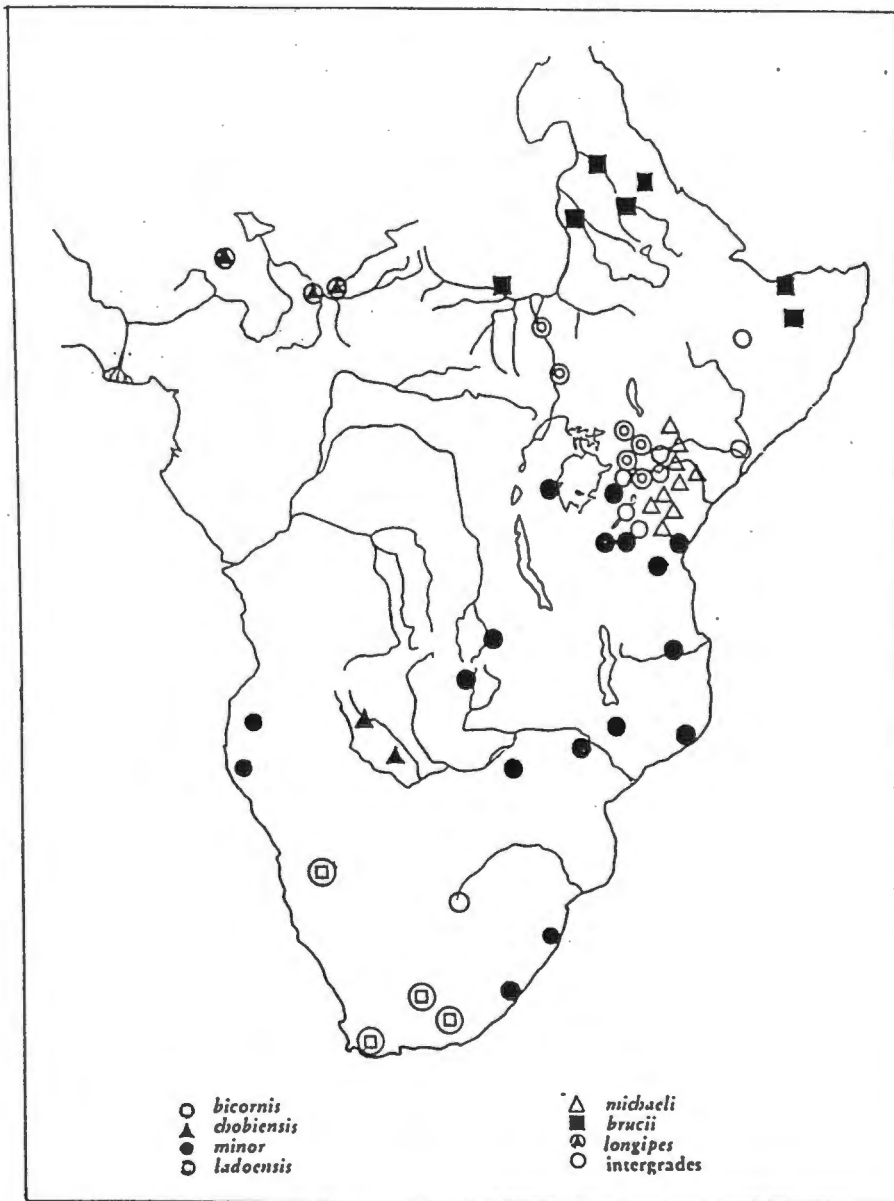 bicornis
chobiensis
minor
ladoensis
michaeli
brucii
longipes
intergrades